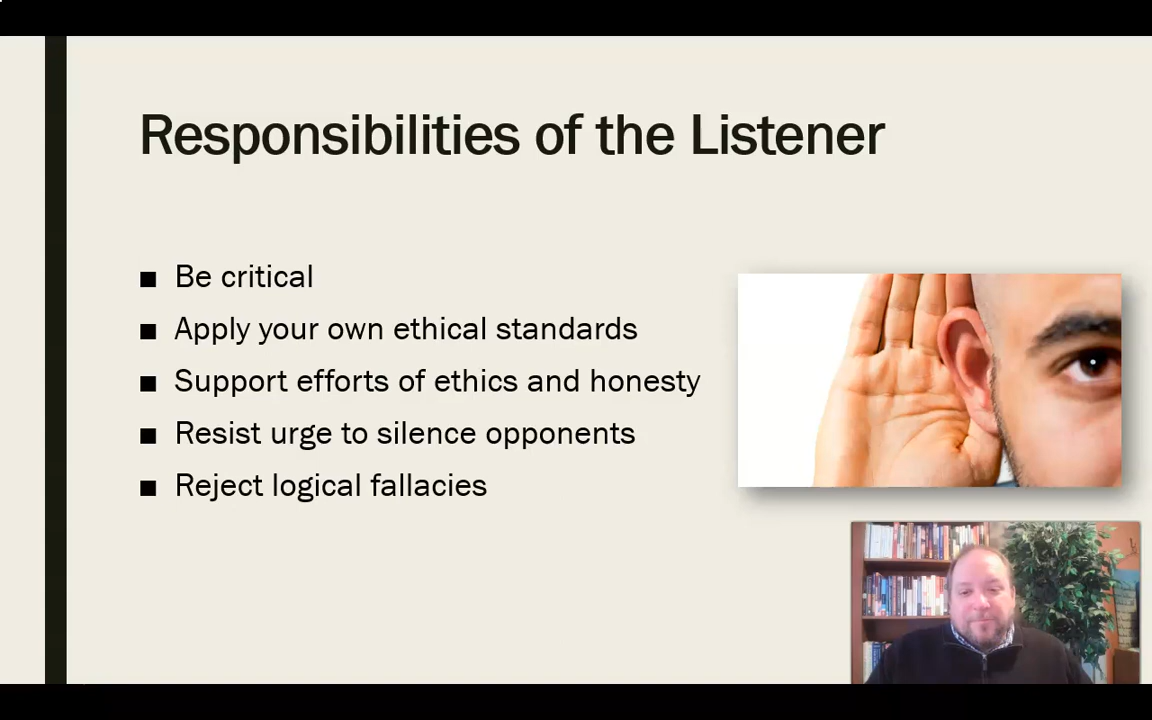 Responsibilities of the Listener
■ Be critical
■ Apply your own ethical standards
■ Support efforts of ethics and honesty
■ Resist urge to silence opponents
■ Reject logical fallacies